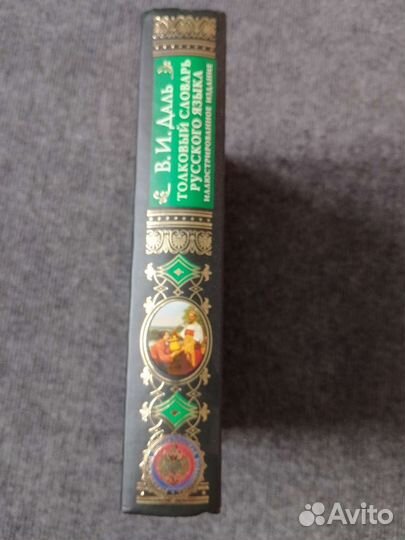 В. И. ДАЛЬ
ТОЛКОВЫЙ СЛОВАРЬ
РУССКОГО ЯЗЫКА
ИЛЛЮСТРИРОВАННОЕ ИЗДАНИЕ
Avito